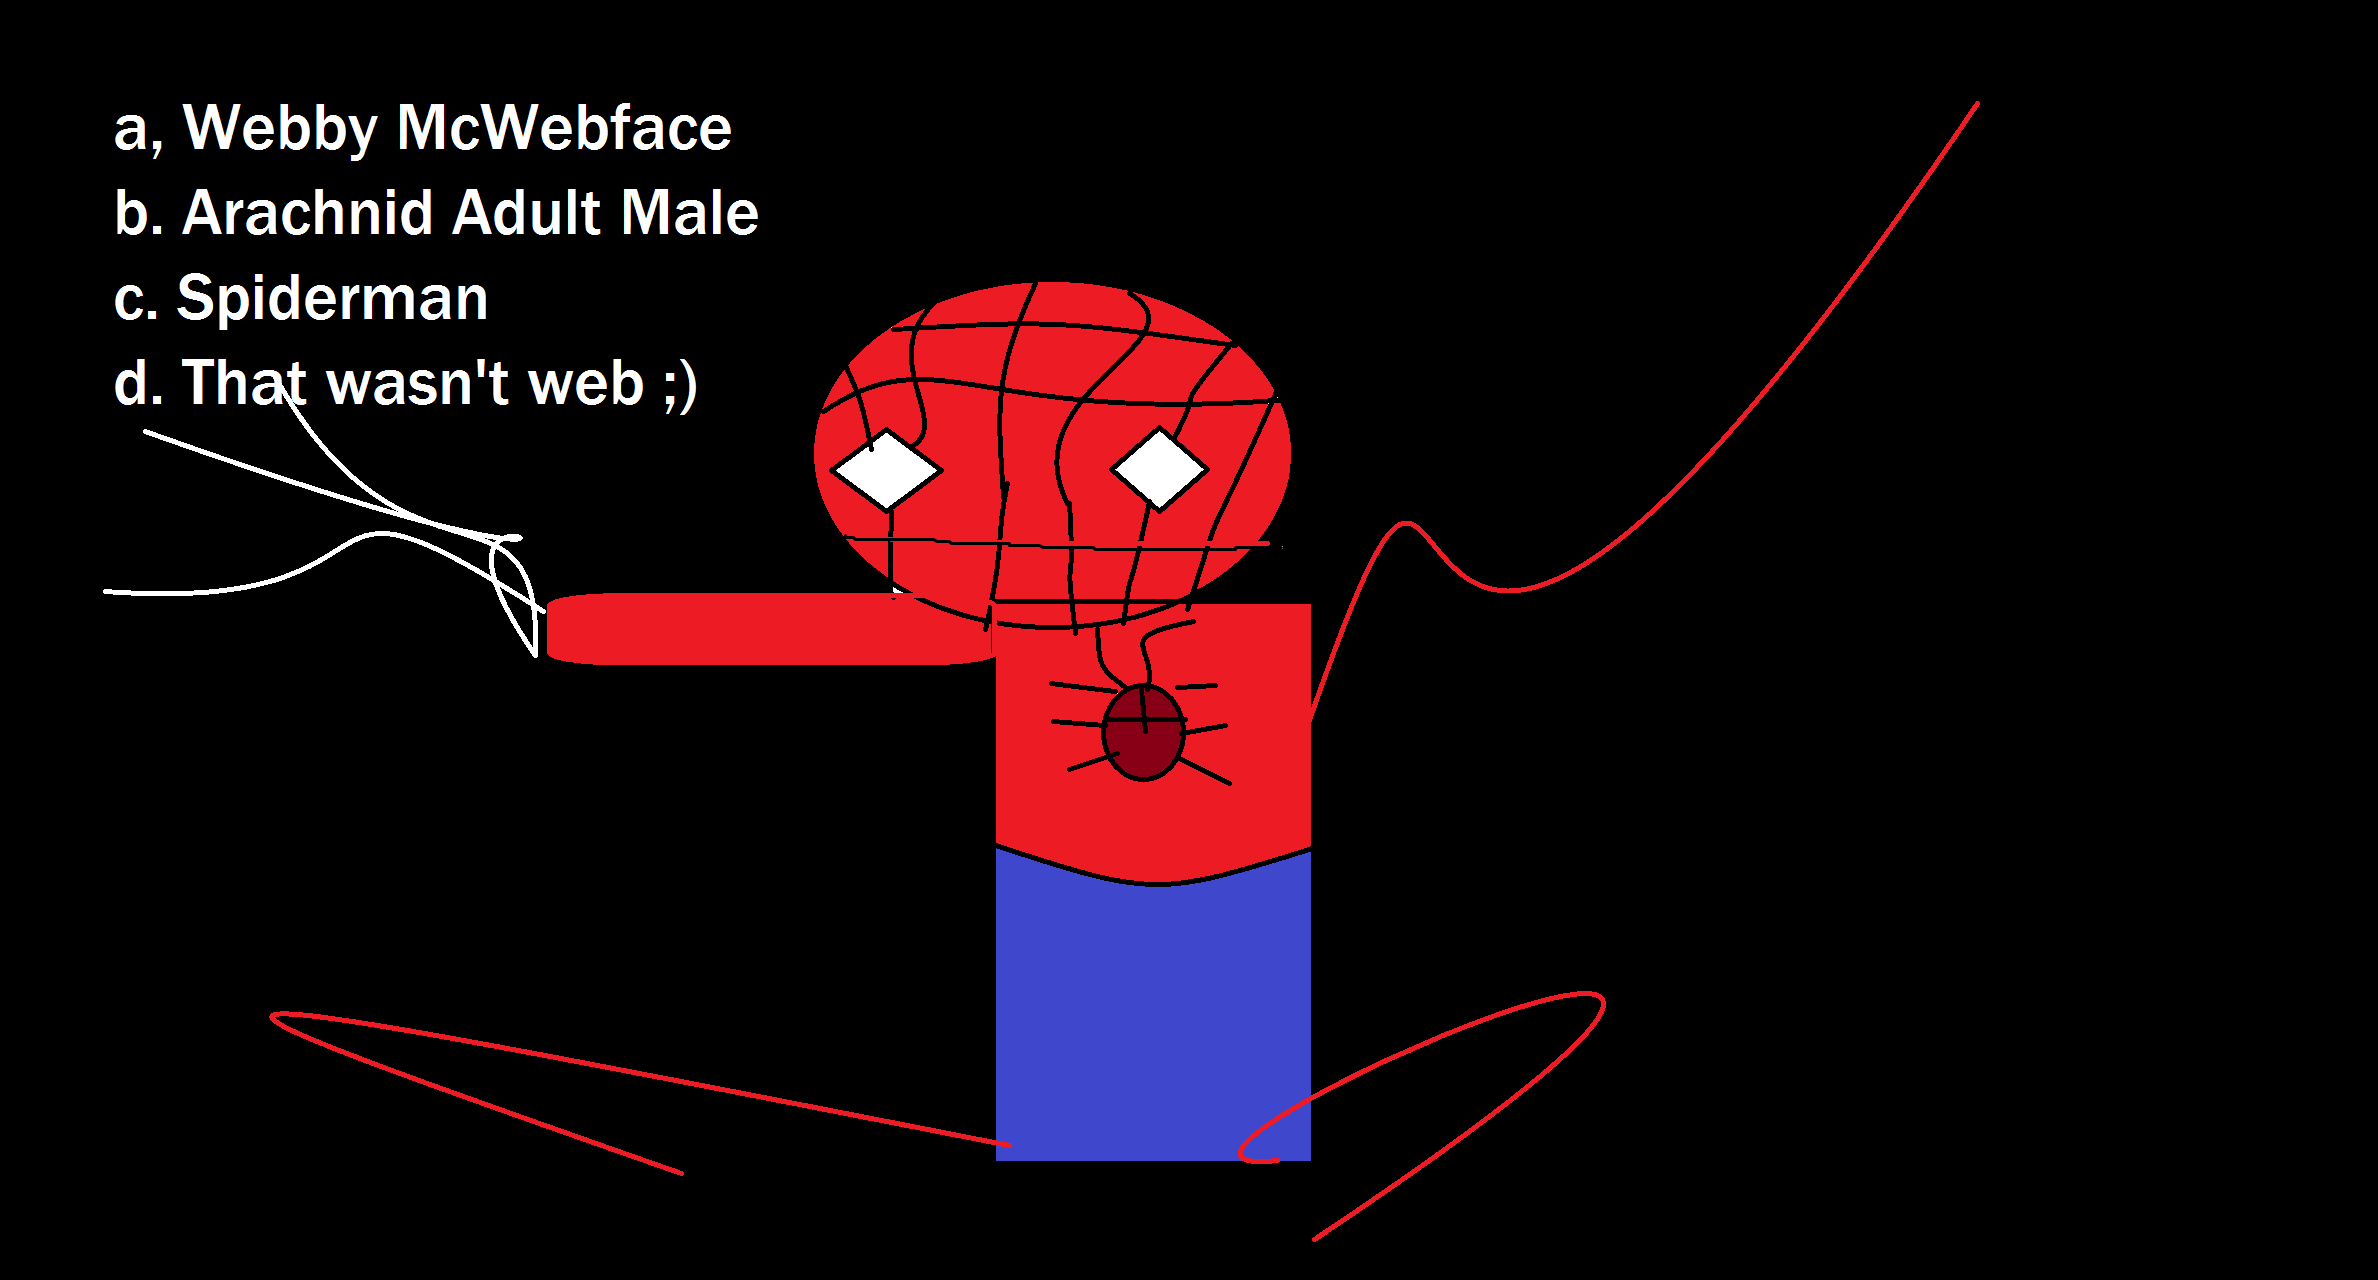 a, Webby McWebface
b. Arachnid Adult Male
c. Spiderman
d. That wasn't web ;)